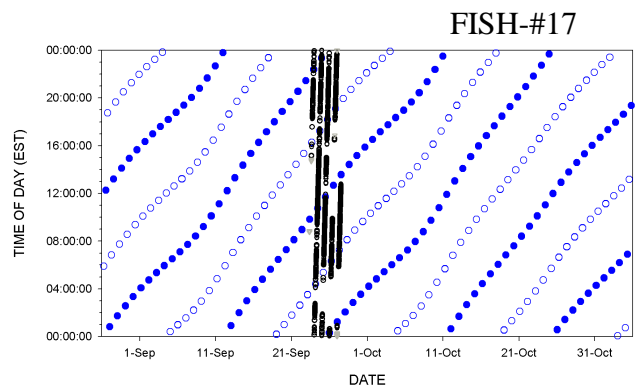 FISH-#17
00:00:00
20:00:00
16:00:00
12:00:00
08:00:00
04:00:00
00:00:00
TIME OF DAY (EST)
1-Sep 11-Sep 21-Sep 1-Oct 11-Oct 21-Oct 31-Oct
DATE